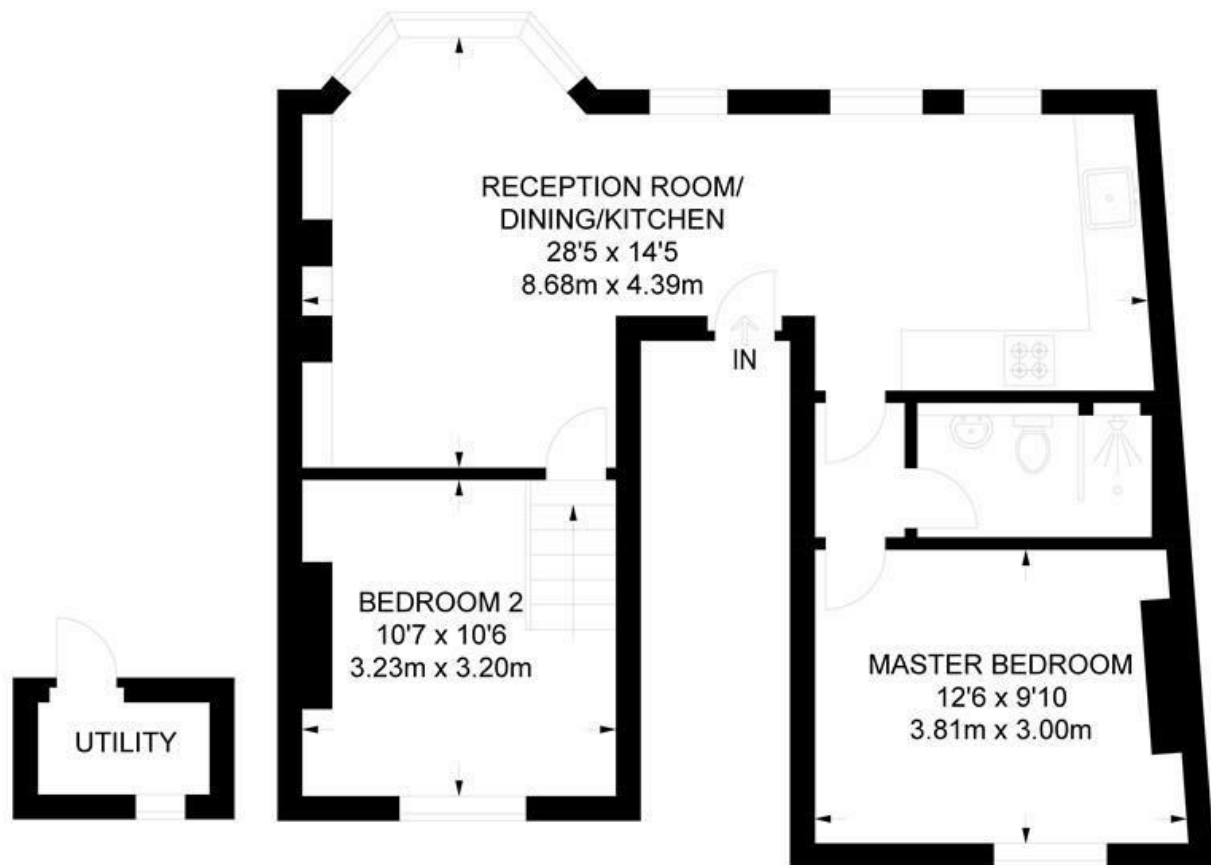 RECEPTION ROOM/
DINING/KITCHEN
28'5 x 14'5
8.68m x 4.39m
IN
BEDROOM 2
10'7 x 10'6
3.23m x 3.20m
MASTER BEDROOM
12'6 x 9'10
3.81m x 3.00m
UTILITY